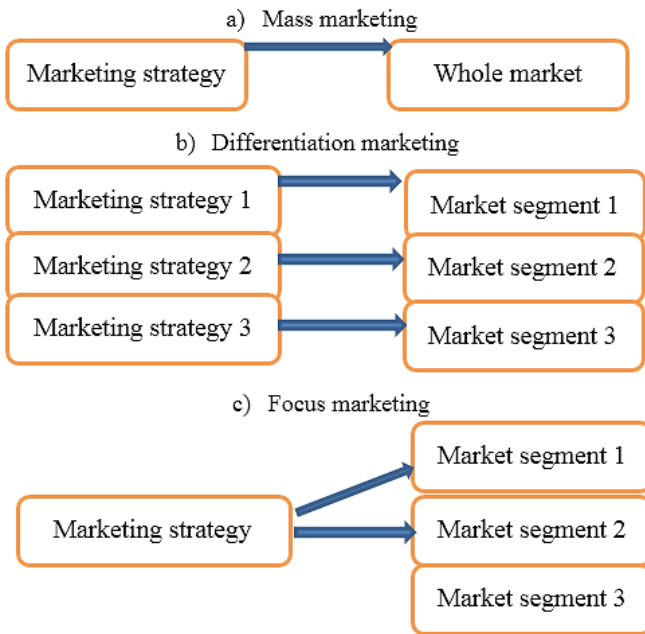 a) Mass marketing
Marketing strategy
Whole market
b) Differentiation marketing
Marketing strategy 1
Market segment 1
Marketing strategy 2
Market segment 2
Marketing strategy 3
Market segment 3
c) Focus marketing
Market segment 1
Marketing strategy
Market segment 2
Market segment 3